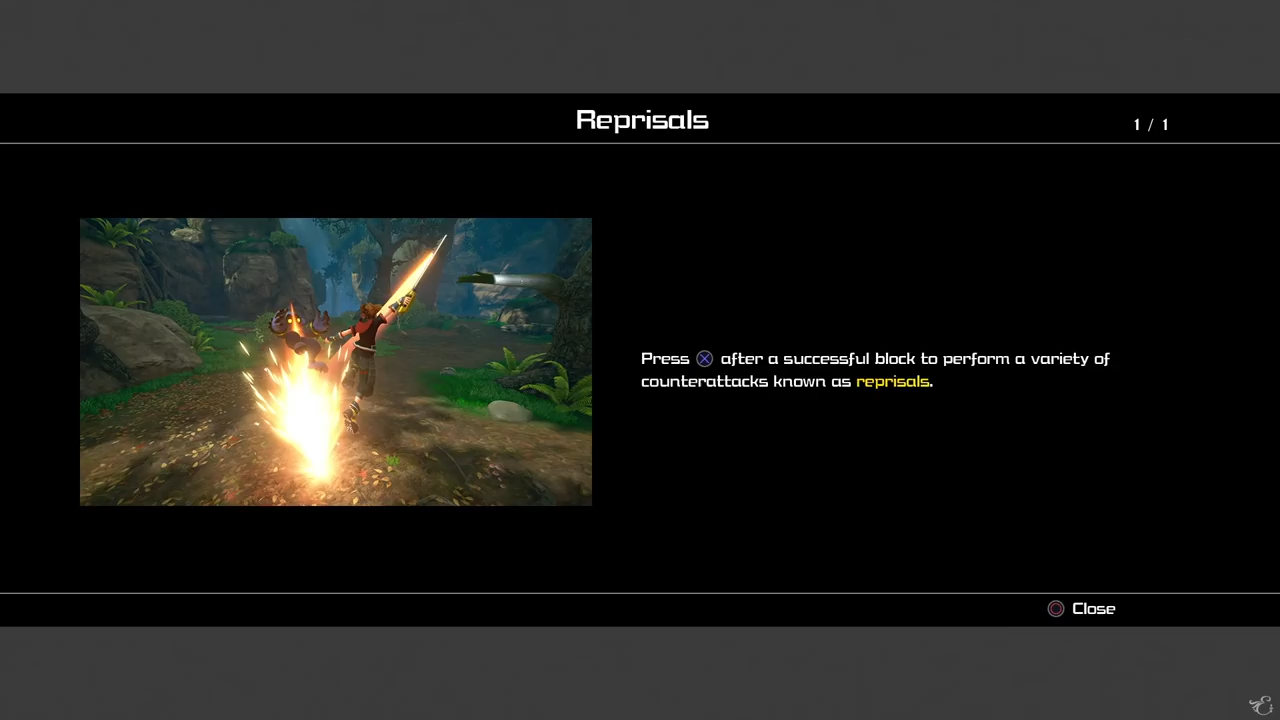 Reprisals
1 / 1
Press ⓧ after a successful block to perform a variety of
counterattacks known as reprisals.
Close